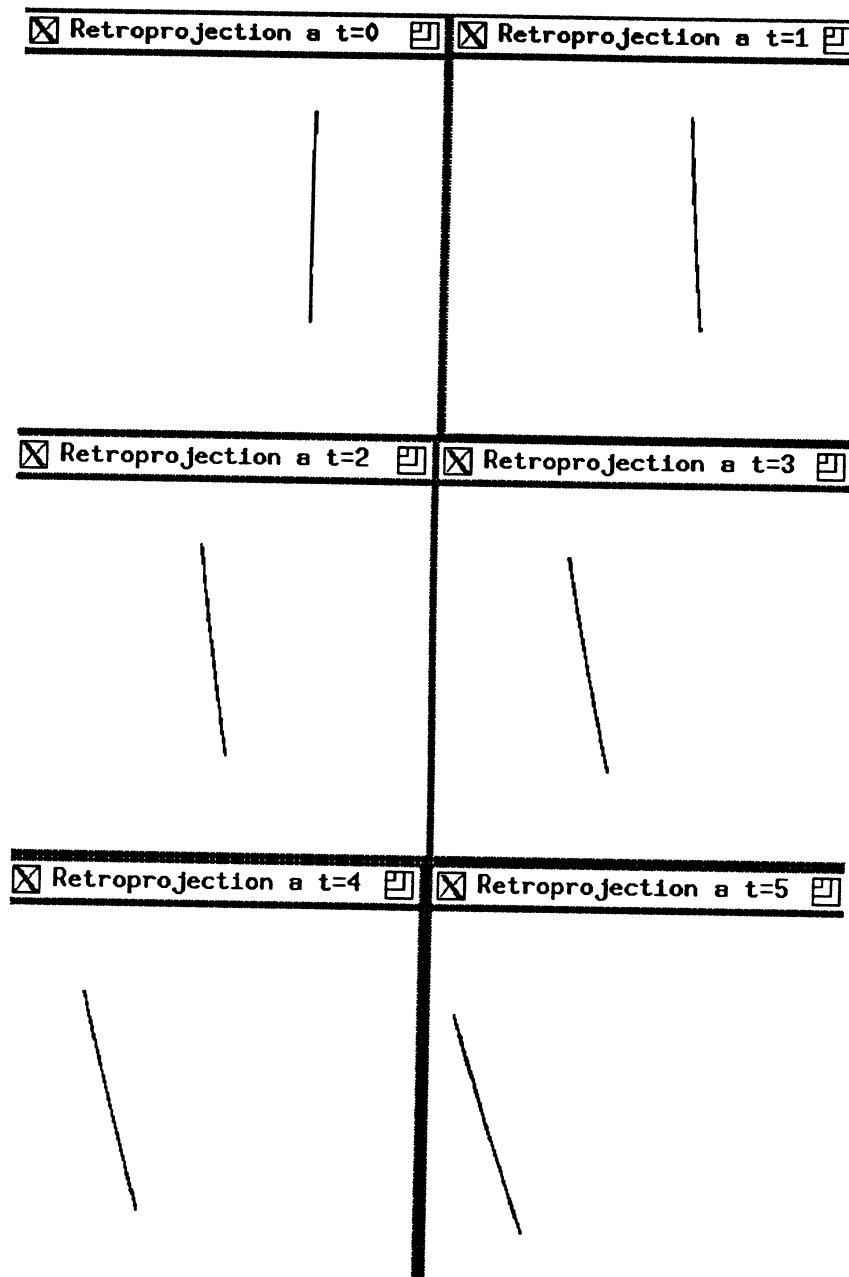 Retroprojection a t=0
Retroprojection a t=1
Retroprojection a t=2
Retroprojection a t=3
Retroprojection a t=4
Retroprojection a t=5